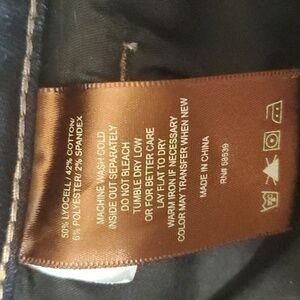 50% LYOCELL / 42% COTTON/
6% POLYESTER/ 2% SPANDEX
MACHINE WASH COLD
INSIDE OUT SEPARATELY
DO NOT BLEACH
TUMBLE DRY LOW
OR FOR BETTER CARE
LAY FLAT TO DRY
WARM IRON IF NECESSARY
COLOR MAY TRANSFER WHEN NEW
MADE IN CHINA
RN# 58539